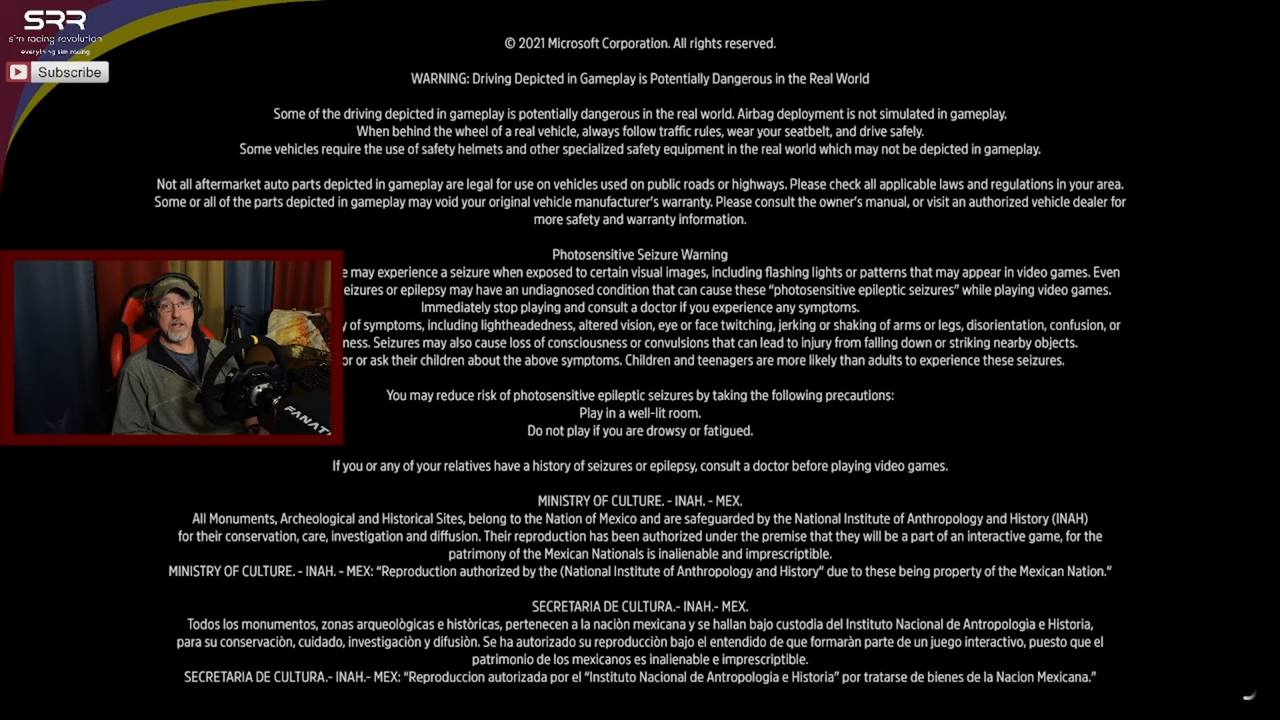 SRR
sim racing revolution
everything sim racing
Subscribe
© 2021 Microsoft Corporation. All rights reserved.
WARNING: Driving Depicted in Gameplay is Potentially Dangerous in the Real World
Some of the driving depicted in gameplay is potentially dangerous in the real world. Airbag deployment is not simulated in gameplay.
When behind the wheel of a real vehicle, always follow traffic rules, wear your seatbelt, and drive safely.
Some vehicles require the use of safety helmets and other specialized safety equipment in the real world which may not be depicted in gameplay.
Not all aftermarket auto parts depicted in gameplay are legal for use on vehicles used on public roads or highways. Please check all applicable laws and regulations in your area.
Some or all of the parts depicted in gameplay may void your original vehicle manufacturer's warranty. Please consult the owner's manual, or visit an authorized vehicle dealer for
more safety and warranty information.
Photosensitive Seizure Warning
e may experience a seizure when exposed to certain visual images, including flashing lights or patterns that may appear in video games. Even
eizures or epilepsy may have an undiagnosed condition that can cause these “photosensitive epileptic seizures” while playing video games.
Immediately stop playing and consult a doctor if you experience any symptoms.
y of symptoms, including lightheadedness, altered vision, eye or face twitching, jerking or shaking of arms or legs, disorientation, confusion, or
ness. Seizures may also cause loss of consciousness or convulsions that can lead to injury from falling down or striking nearby objects.
or or ask their children about the above symptoms. Children and teenagers are more likely than adults to experience these seizures.
You may reduce risk of photosensitive epileptic seizures by taking the following precautions:
Play in a well-lit room.
Do not play if you are drowsy or fatigued.
FANAT
If you or any of your relatives have a history of seizures or epilepsy, consult a doctor before playing video games.
MINISTRY OF CULTURE. - INAH. - MEX.
All Monuments, Archeological and Historical Sites, belong to the Nation of Mexico and are safeguarded by the National Institute of Anthropology and History (INAH)
for their conservation, care, investigation and diffusion. Their reproduction has been authorized under the premise that they will be a part of an interactive game, for the
patrimony of the Mexican Nationals is inalienable and imprescriptible.
MINISTRY OF CULTURE. - INAH. - MEX: “Reproduction authorized by the (National Institute of Anthropology and History” due to these being property of the Mexican Nation.“
SECRETARIA DE CULTURA.- INAH.- MEX.
Todos los monumentos, zonas arqueològicas e històricas, pertenecen a la naciòn mexicana y se hallan bajo custodia del Instituto Nacional de Antropologia e Historia,
para su conservaciòn, cuidado, investigaciòn y difusiòn. Se ha autorizado su reproducciòn bajo el entendido de que formaràn parte de un juego interactivo, puesto que el
patrimonio de los mexicanos es inalienable e imprescriptible.
SECRETARIA DE CULTURA.- INAH.- MEX: “Reproduccion autorizada por el “Instituto Nacional de Antropologia e Historia” por tratarse de bienes de la Nacion Mexicana.”